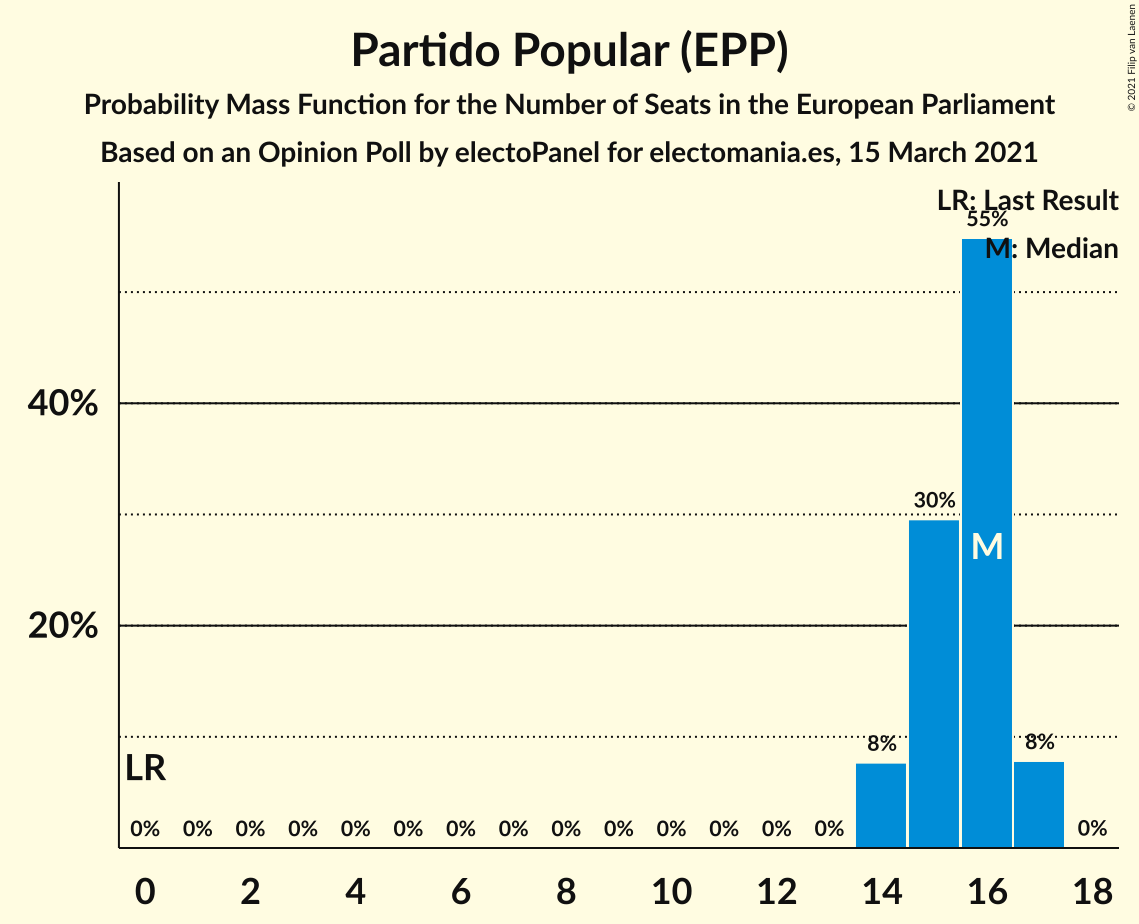 Partido Popular (EPP)
Probability Mass Function for the Number of Seats in the European Parliament
Based on an Opinion Poll by electoPanel for electomania.es, 15 March 2021
© 2021 Filip van Laenen
LR: Last Result
55%
M: Median
40%
30%
M
20%
8%
8%
LR
0% 0% 0% 0% 0% 0% 0% 0% 0% 0% 0% 0% 0% 0% 0%
0 2 4 6 8 10 12 14 16 18